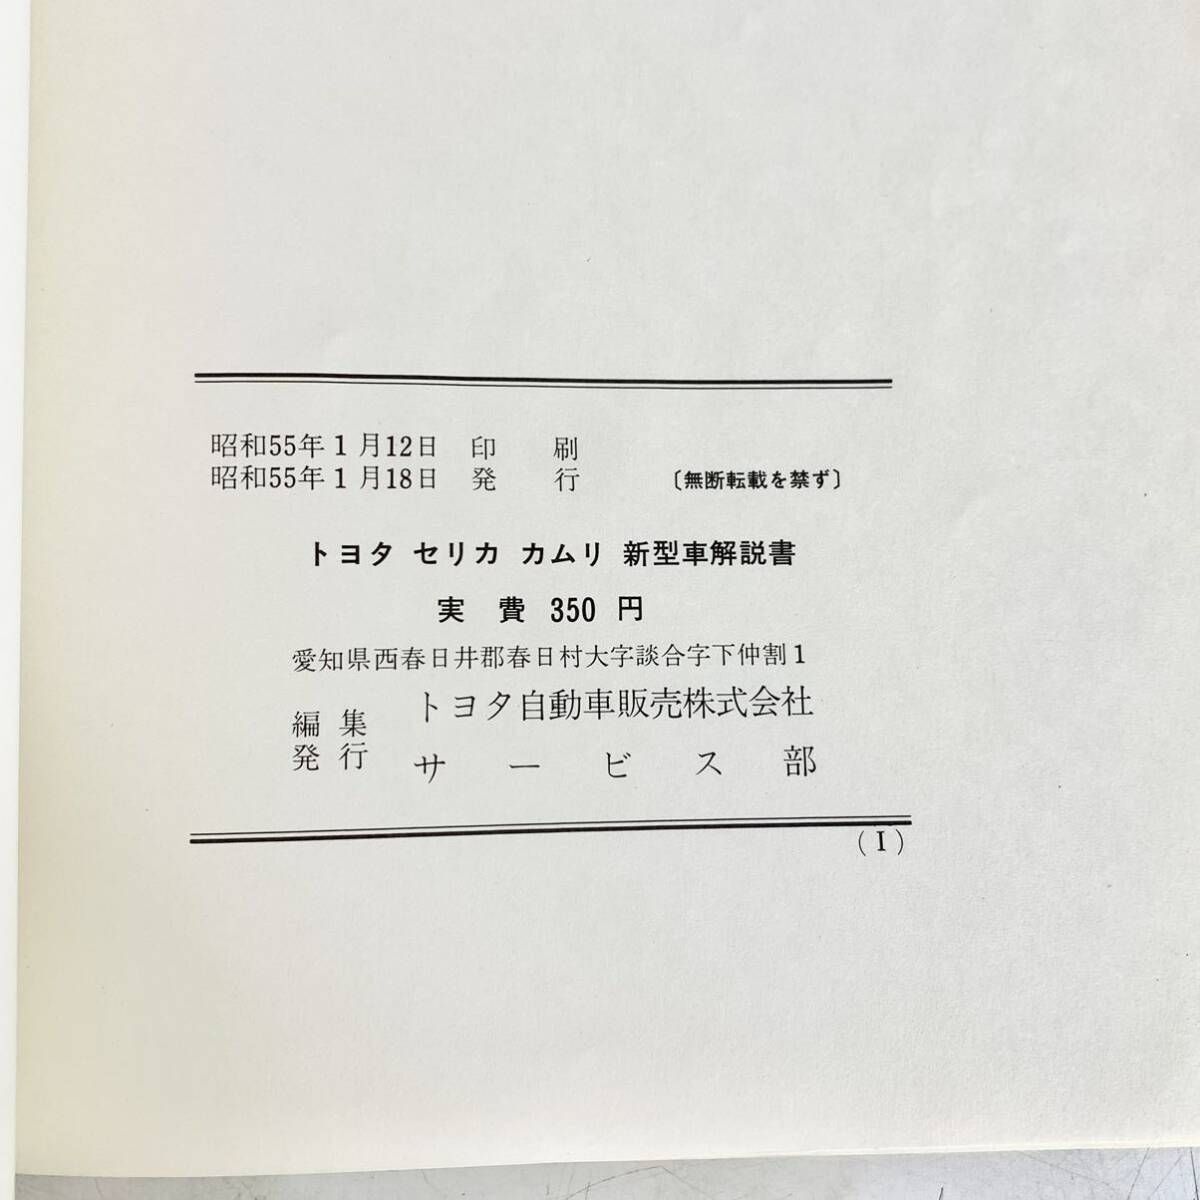 昭和55年1月12日 印 刷
昭和55年1月18日 発 行 〔無断転載を禁ず〕
トヨタ セリカ カムリ 新型車解説書
実 費 350 円
愛知県西春日井郡春日村大字談合字下仲割1
編集 トヨタ自動車販売株式会社
発行 サービス部
(I)